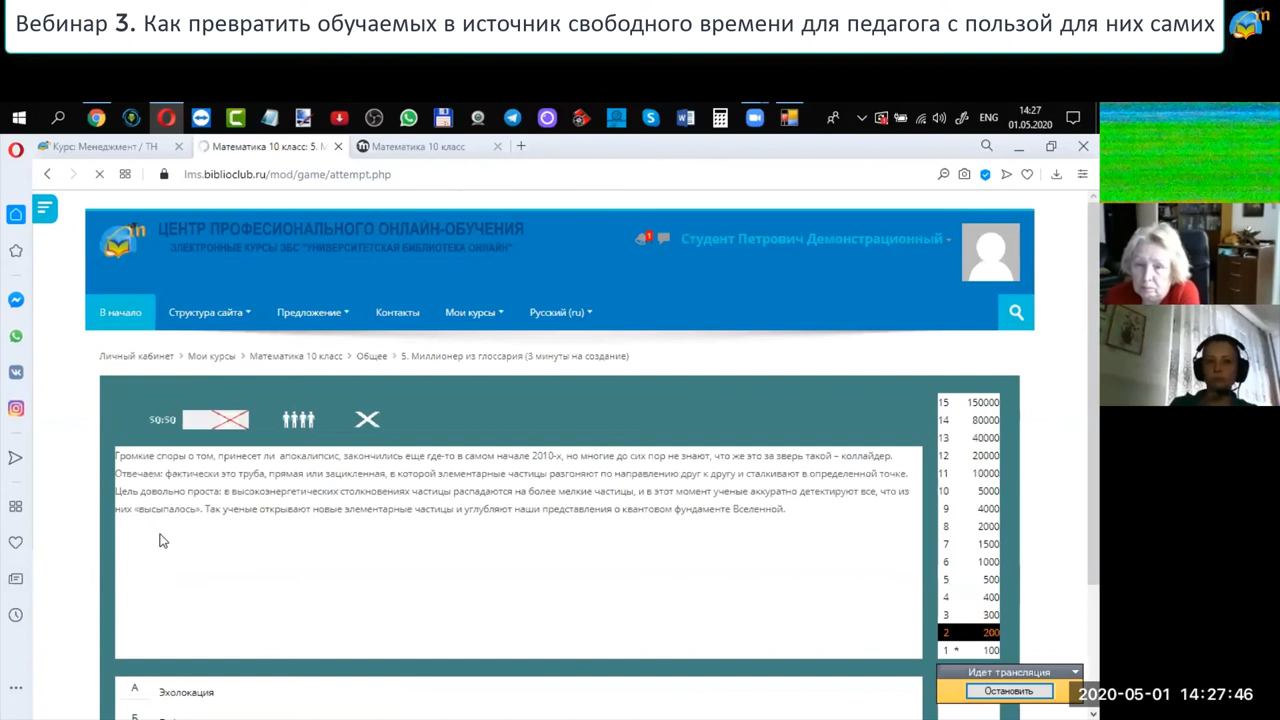 Вебинар 3. Как превратить обучаемых в источник свободного времени для педагога с пользой для них самих
14:27
ENG
01.05.2020
Курс: Менеджмент / ТН
Математика 10 класс: 5. М
Математика 10 класс
lms.biblioclub.ru/mod/game/attempt.php
ЦЕНТР ПРОФЕСИОНАЛЬНОГО ОНЛАЙН-ОБУЧЕНИЯ
ЭЛЕКТРОННЫЕ КУРСЫ ЭБС "УНИВЕРСИТЕТСКАЯ БИБЛИОТЕКА ОНЛАЙН"
1
Студент Петрович Демонстрационный
В начало
Структура сайта
Предложение
Контакты
Мои курсы
Русский (ru)
Личный кабинет > Мои курсы > Математика 10 класс > Общее > 5. Миллионер из глоссария (3 минуты на создание)
50:50
Громкие споры о том, принесет ли апокалипсис, закончились еще где-то в самом начале 2010-х, но многие до сих пор не знают, что же это за зверь такой – коллайдер.
Отвечаем: фактически это труба, прямая или зацикленная, в которой элементарные частицы разгоняют по направлению друг к другу и сталкивают в определенной точке.
Цель довольно проста: в высокоэнергетических столкновениях частицы распадаются на более мелкие частицы, и в этот момент ученые аккуратно детектируют все, что из
них «высыпалось». Так ученые открывают новые элементарные частицы и углубляют наши представления о квантовом фундаменте Вселенной.
15 150000
14 80000
13 40000
12 20000
11 10000
10 5000
9 4000
8 2000
7 1500
6 1000
5 500
4 400
3 300
2 200
1 * 100
А Эхолокация
Б
Идет трансляция
Остановить
2020-05-01 14:27:46